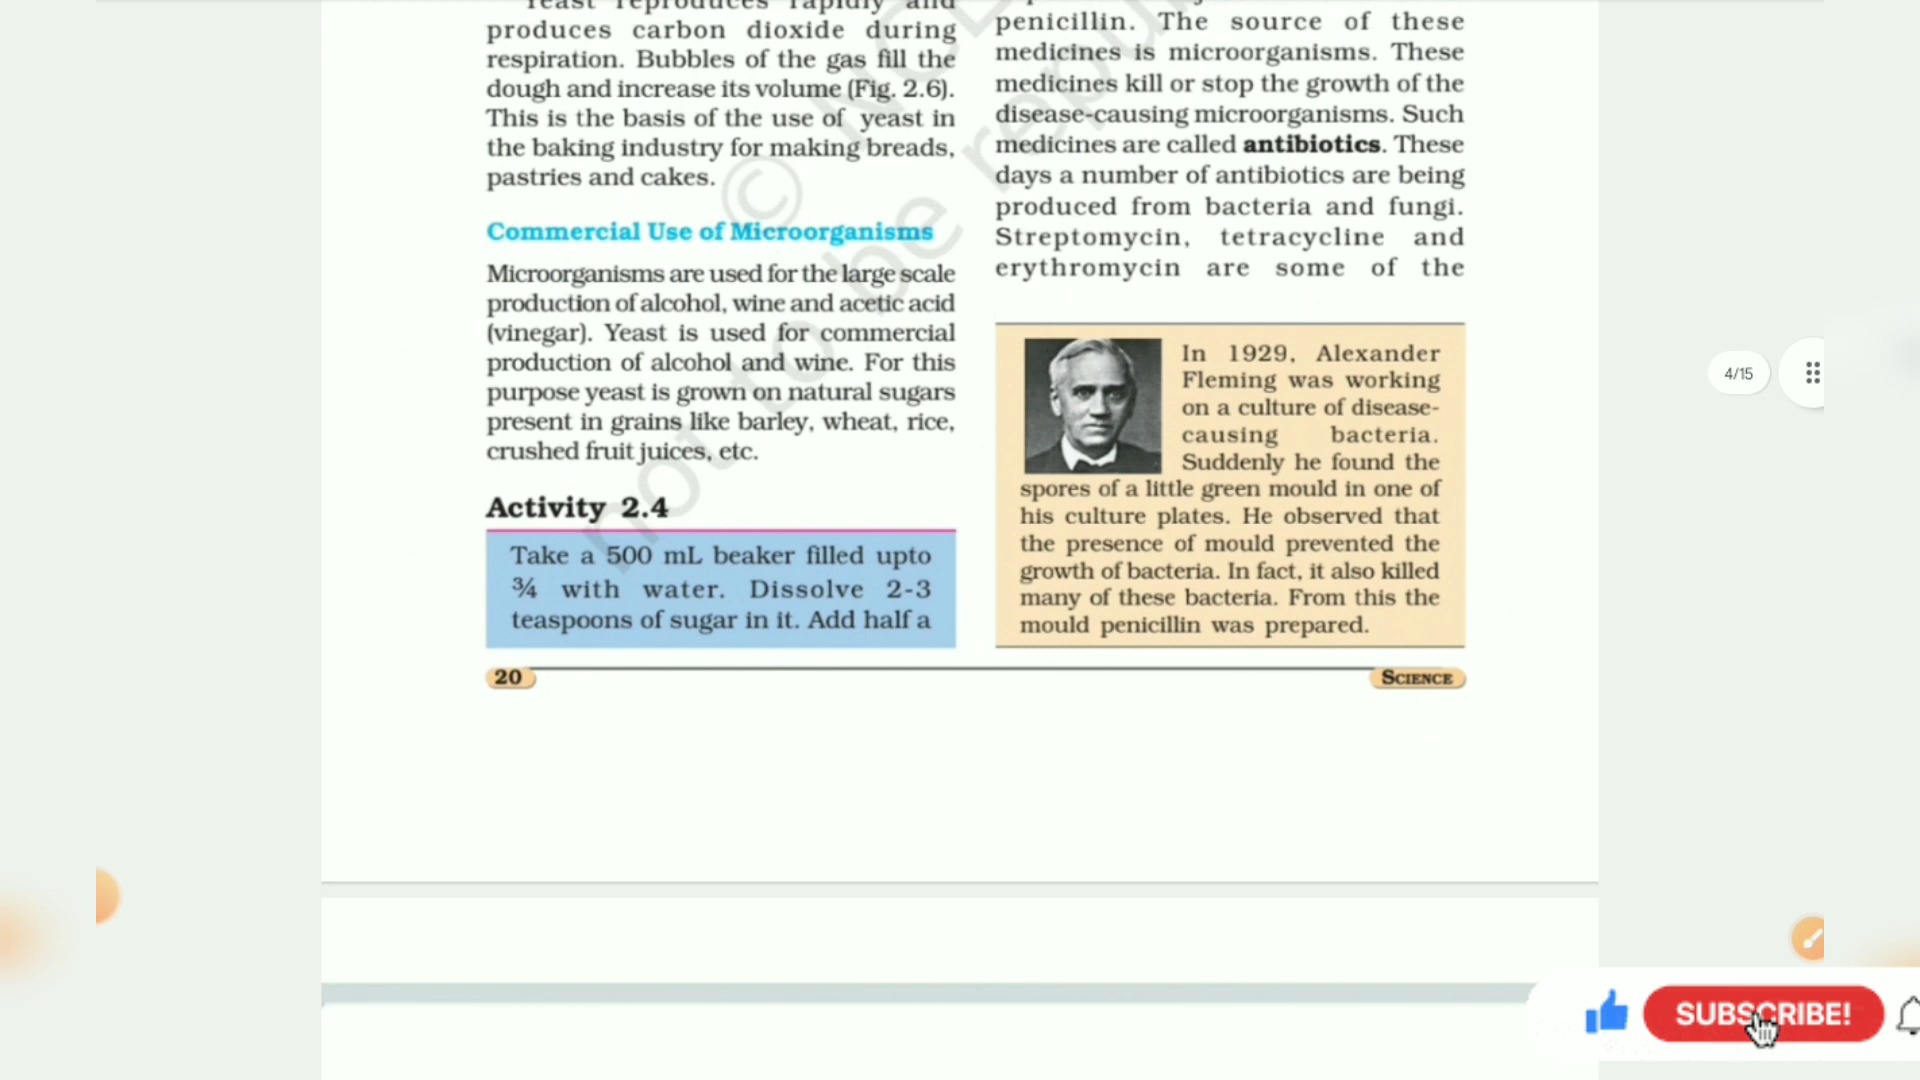 Yeast reproduces rapidly and
produces carbon dioxide during
respiration. Bubbles of the gas fill the
dough and increase its volume (Fig. 2.6).
This is the basis of the use of yeast in
the baking industry for making breads,
pastries and cakes.
Commercial Use of Microorganisms
Microorganisms are used for the large scale
production of alcohol, wine and acetic acid
(vinegar). Yeast is used for commercial
production of alcohol and wine. For this
purpose yeast is grown on natural sugars
present in grains like barley, wheat, rice,
crushed fruit juices, etc.
Activity 2.4
Take a 500 mL beaker filled upto
¾ with water. Dissolve 2-3
teaspoons of sugar in it. Add half a
20
penicillin. The source of these
medicines is microorganisms. These
medicines kill or stop the growth of the
disease-causing microorganisms. Such
medicines are called antibiotics. These
days a number of antibiotics are being
produced from bacteria and fungi.
Streptomycin, tetracycline and
erythromycin are some of the
In 1929, Alexander
Fleming was working
on a culture of disease-
causing bacteria.
Suddenly he found the
spores of a little green mould in one of
his culture plates. He observed that
the presence of mould prevented the
growth of bacteria. In fact, it also killed
many of these bacteria. From this the
mould penicillin was prepared.
SCIENCE
© NCE
not to be repu
4/15
SUBSCRIBE!